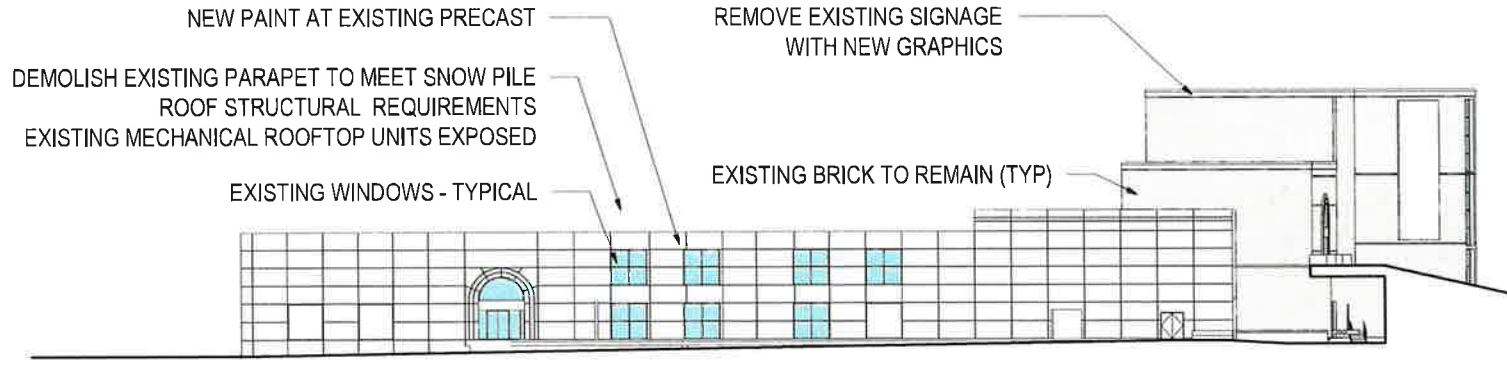 NEW PAINT AT EXISTING PRECAST
DEMOLISH EXISTING PARAPET TO MEET SNOW PILE
ROOF STRUCTURAL REQUIREMENTS
EXISTING MECHANICAL ROOFTOP UNITS EXPOSED
EXISTING WINDOWS - TYPICAL
REMOVE EXISTING SIGNAGE
WITH NEW GRAPHICS
EXISTING BRICK TO REMAIN (TYP)